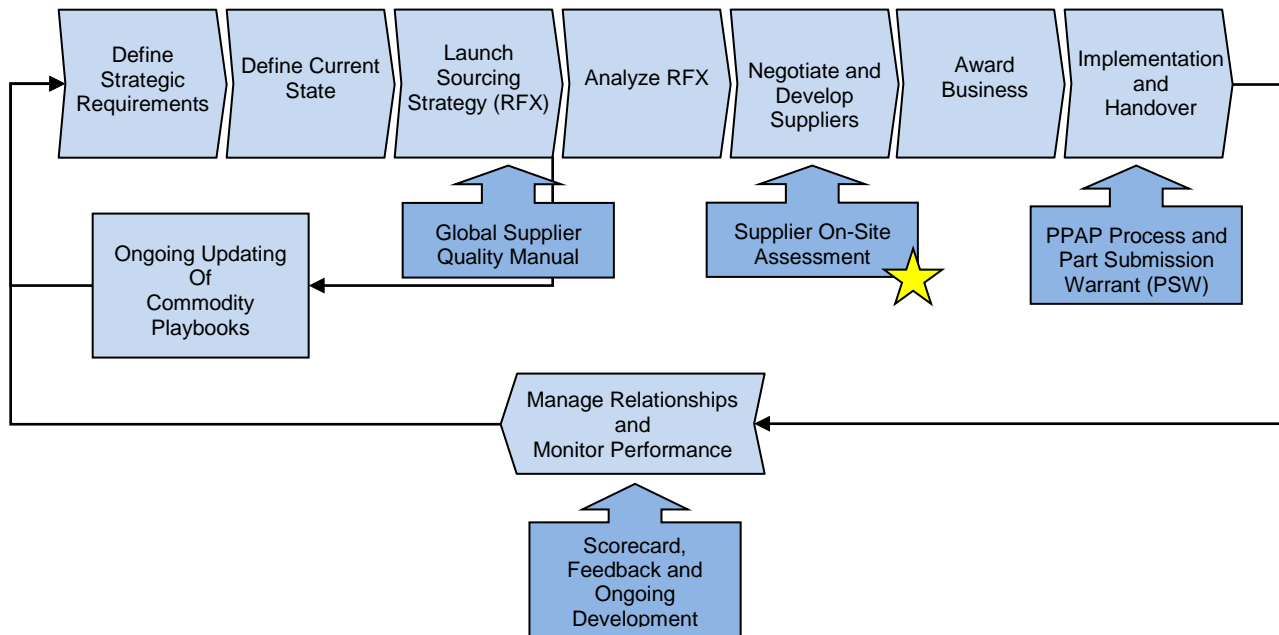 Define
Strategic
Requirements
Define Current
State
Launch
Sourcing
Strategy (RFX)
Analyze RFX
Negotiate and
Develop
Suppliers
Award
Business
Implementation
and
Handover
Global Supplier
Quality Manual
Supplier On-Site
Assessment
PPAP Process and
Part Submission
Warrant (PSW)
Ongoing Updating
Of
Commodity
Playbooks
Manage Relationships
and
Monitor Performance
Scorecard,
Feedback and
Ongoing
Development